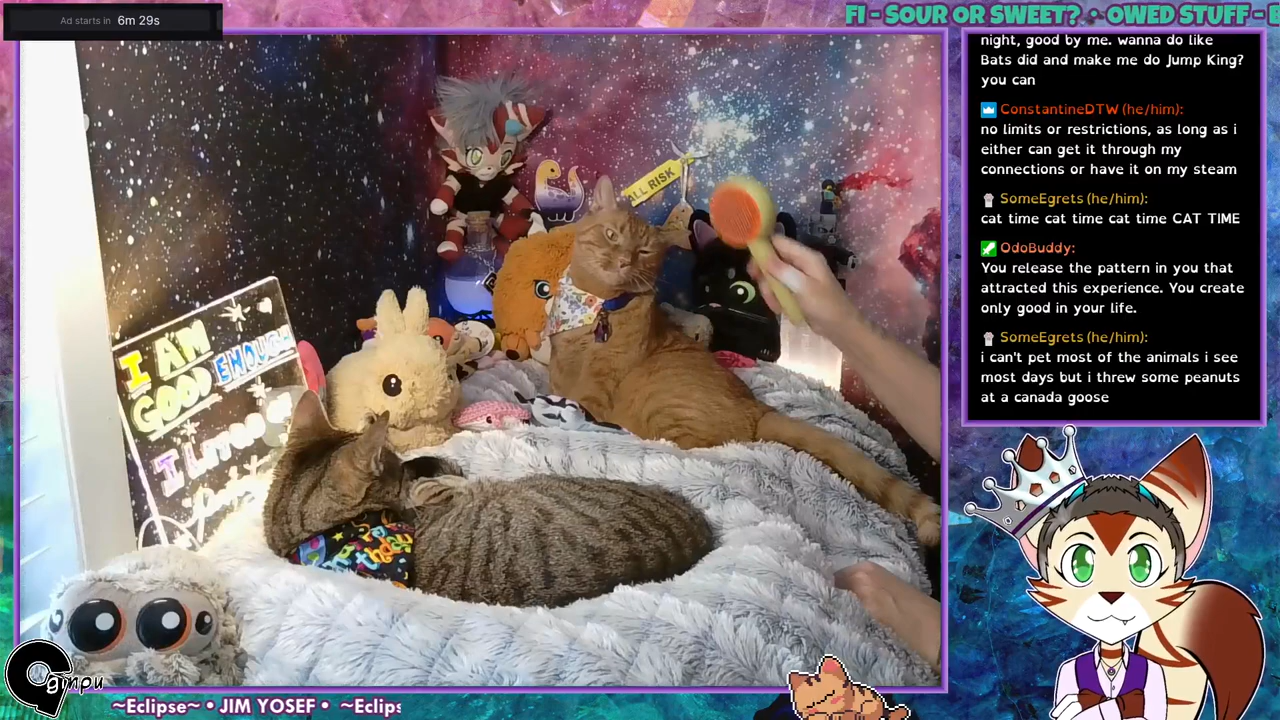 Ad starts in 6m 29s
FI - SOUR OR SWEET? • OWED STUFF -
night, good by me. wanna do like
Bats did and make me do Jump King?
you can
ConstantineDTW (he/him):
no limits or restrictions, as long as i
either can get it through my
connections or have it on my steam
SomeEgrets (he/him):
cat time cat time cat time CAT TIME
OdoBuddy:
You release the pattern in you that
attracted this experience. You create
only good in your life.
SomeEgrets (he/him):
i can't pet most of the animals i see
most days but i threw some peanuts
at a canada goose
ALL RISK
I AM
GOOD ENOUGH
ginpu
~Eclipse~ • JIM YOSEF • ~Eclips